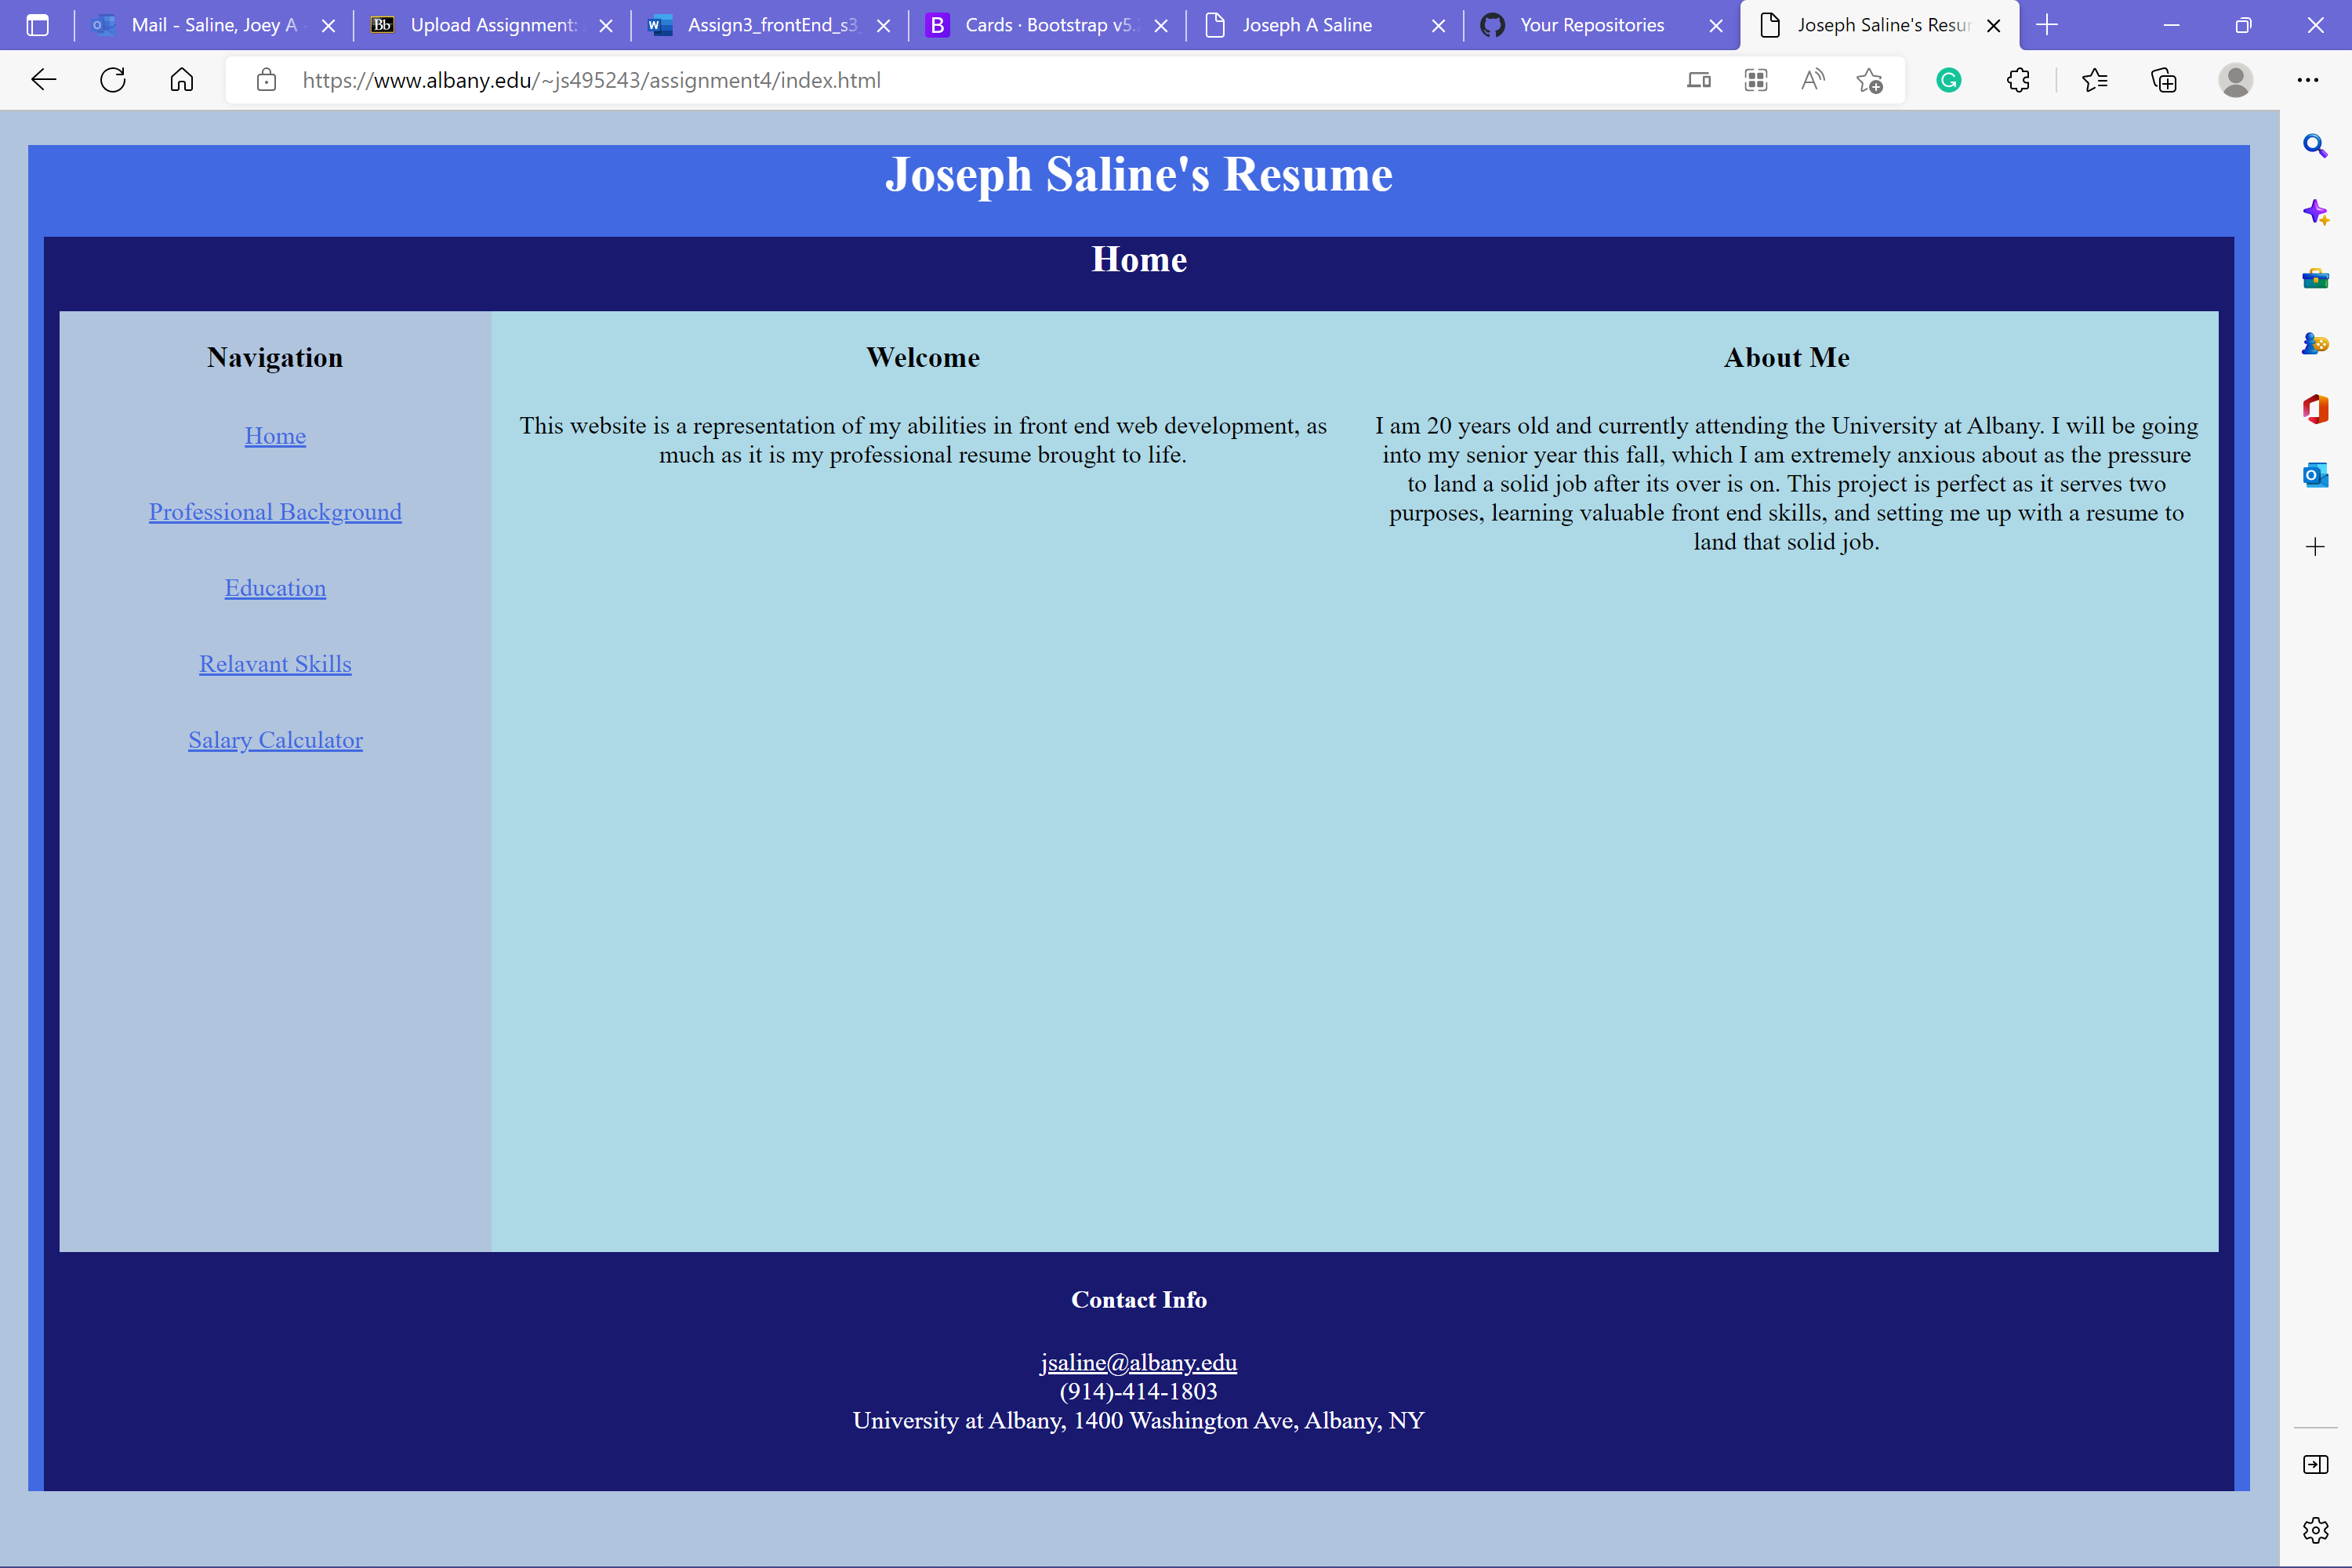 Mail - Saline, Joey A -
Upload Assignment:
Assign3_frontEnd_s3
Cards · Bootstrap v5.
Joseph A Saline
Your Repositories
Joseph Saline's Resu
https://www.albany.edu/~js495243/assignment4/index.html
Joseph Saline's Resume
Home
Navigation
Home
Professional Background
Education
Relavant Skills
Salary Calculator
Welcome
This website is a representation of my abilities in front end web development, as
much as it is my professional resume brought to life.
About Me
I am 20 years old and currently attending the University at Albany. I will be going
into my senior year this fall, which I am extremely anxious about as the pressure
to land a solid job after its over is on. This project is perfect as it serves two
purposes, learning valuable front end skills, and setting me up with a resume to
land that solid job.
Contact Info
jsaline@albany.edu
(914)-414-1803
University at Albany, 1400 Washington Ave, Albany, NY